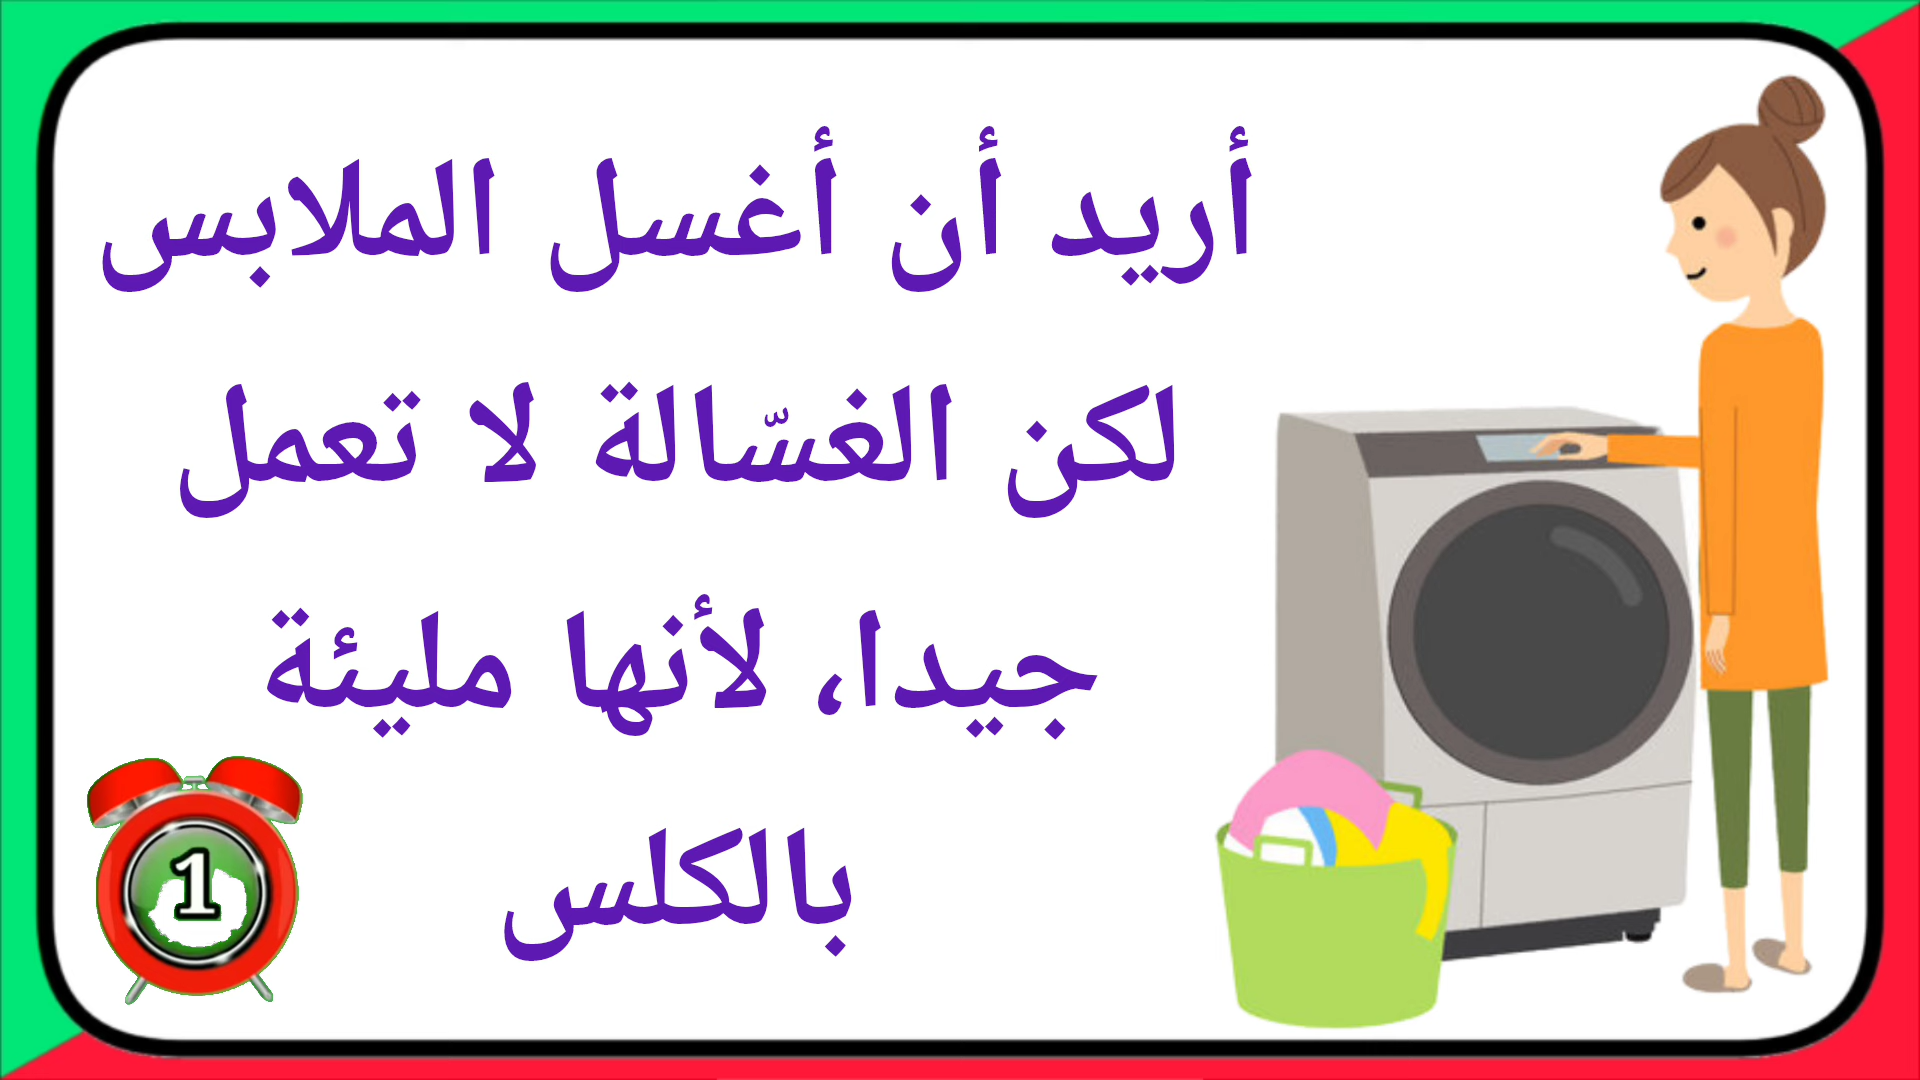 أريد أن أغسل الملابس
لكن الغسّالة لا تعمل
جيدا، لأنها مليئة
بالكلس
1